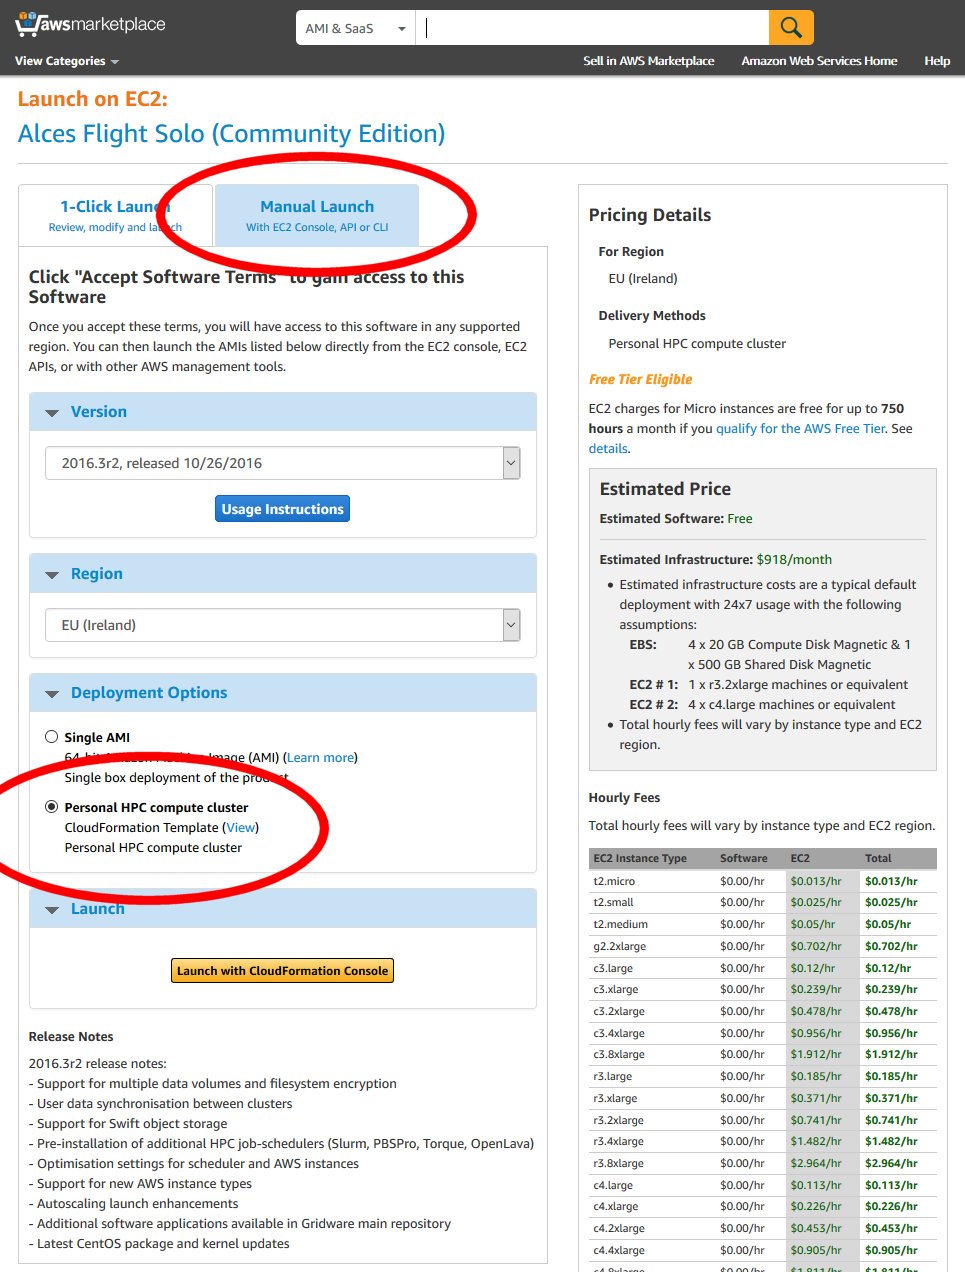 awsmarketplace
AMI & SaaS
View Categories
Sell in AWS Marketplace
Amazon Web Services Home
Help
Launch on EC2:
Alces Flight Solo (Community Edition)
1-Click Launch
Review, modify and launch
Manual Launch
With EC2 Console, API or CLI
Click "Accept Software Terms" to gain access to this
Software
Once you accept these terms, you will have access to this software in any supported
region. You can then launch the AMIs listed below directly from the EC2 console, EC2
APIs, or with other AWS management tools.
Version
2016.3r2, released 10/26/2016
Usage Instructions
Region
EU (Ireland)
Deployment Options
Single AMI
64-bit Amazon Machine Image (AMI) (Learn more)
Single box deployment of the product
Personal HPC compute cluster
CloudFormation Template (View)
Personal HPC compute cluster
Launch
Launch with CloudFormation Console
Release Notes
2016.3r2 release notes:
- Support for multiple data volumes and filesystem encryption
- User data synchronisation between clusters
- Support for Swift object storage
- Pre-installation of additional HPC job-schedulers (Slurm, PBSPro, Torque, OpenLava)
- Optimisation settings for scheduler and AWS instances
- Support for new AWS instance types
- Autoscaling launch enhancements
- Additional software applications available in Gridware main repository
- Latest CentOS package and kernel updates
Pricing Details
For Region
EU (Ireland)
Delivery Methods
Personal HPC compute cluster
Free Tier Eligible
EC2 charges for Micro instances are free for up to 750
hours a month if you qualify for the AWS Free Tier. See
details.
Estimated Price
Estimated Software: Free
Estimated Infrastructure: $918/month
• Estimated infrastructure costs are a typical default
deployment with 24x7 usage with the following
assumptions:
EBS: 4 x 20 GB Compute Disk Magnetic & 1
x 500 GB Shared Disk Magnetic
EC2 # 1: 1 x r3.2xlarge machines or equivalent
EC2 # 2: 4 x c4.large machines or equivalent
• Total hourly fees will vary by instance type and EC2
region.
Hourly Fees
Total hourly fees will vary by instance type and EC2 region.
EC2 Instance Type Software EC2 Total
t2.micro $0.00/hr $0.013/hr $0.013/hr
t2.small $0.00/hr $0.025/hr $0.025/hr
t2.medium $0.00/hr $0.05/hr $0.05/hr
g2.2xlarge $0.00/hr $0.702/hr $0.702/hr
c3.large $0.00/hr $0.12/hr $0.12/hr
c3.xlarge $0.00/hr $0.239/hr $0.239/hr
c3.2xlarge $0.00/hr $0.478/hr $0.478/hr
c3.4xlarge $0.00/hr $0.956/hr $0.956/hr
c3.8xlarge $0.00/hr $1.912/hr $1.912/hr
r3.large $0.00/hr $0.185/hr $0.185/hr
r3.xlarge $0.00/hr $0.371/hr $0.371/hr
r3.2xlarge $0.00/hr $0.741/hr $0.741/hr
r3.4xlarge $0.00/hr $1.482/hr $1.482/hr
r3.8xlarge $0.00/hr $2.964/hr $2.964/hr
c4.large $0.00/hr $0.113/hr $0.113/hr
c4.xlarge $0.00/hr $0.226/hr $0.226/hr
c4.2xlarge $0.00/hr $0.453/hr $0.453/hr
c4.4xlarge $0.00/hr $0.905/hr $0.905/hr
c4.8xlarge $0.00/hr $1.811/hr $1.811/hr